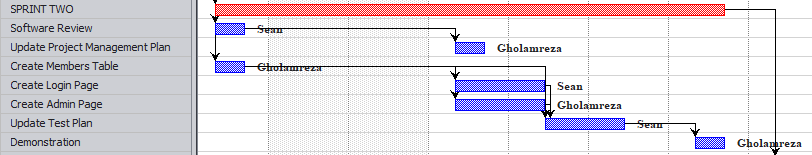 SPRINT TWO
Software Review Sean
Update Project Management Plan Gholamreza
Create Members Table Gholamreza
Create Login Page Sean
Create Admin Page Gholamreza
Update Test Plan Sean
Demonstration Gholamreza